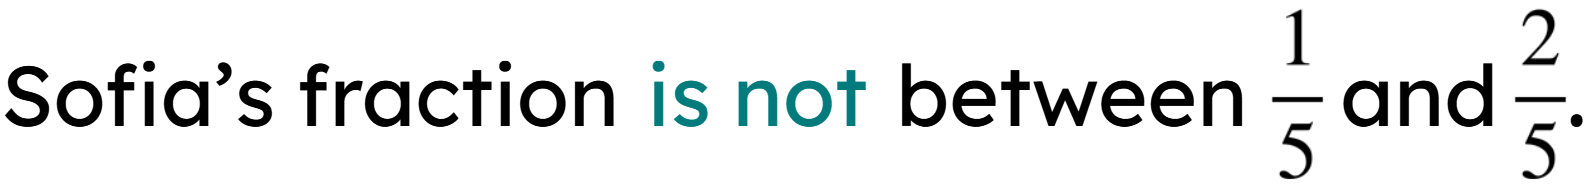 Sofia’s fraction is not between 1/5 and 2/5.